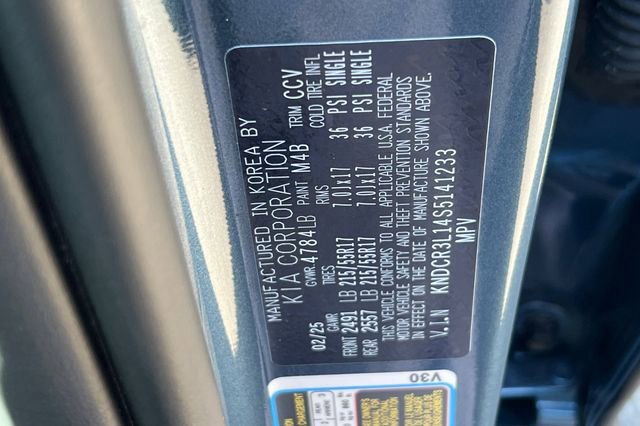 MANUFACTURED IN KOREA BY
KIA CORPORATION
02/25 GVWR: 4784LB PAINT M4B TRIM CCV
GAWR TIRES RIMS COLD TIRE INFL
FRONT 2491 LB 215/55R17 7.0Jx17 36 PSI SINGLE
REAR 2557 LB 215/55R17 7.0Jx17 36 PSI SINGLE
THIS VEHICLE CONFORMS TO ALL APPLICABLE U.S.A. FEDERAL
MOTOR VEHICLE SAFETY AND THEFT PREVENTION STANDARDS
IN EFFECT ON THE DATE OF MANUFACTURE SHOWN ABOVE.
V.I.N KNDCR3L14S5141233
MPV
V30